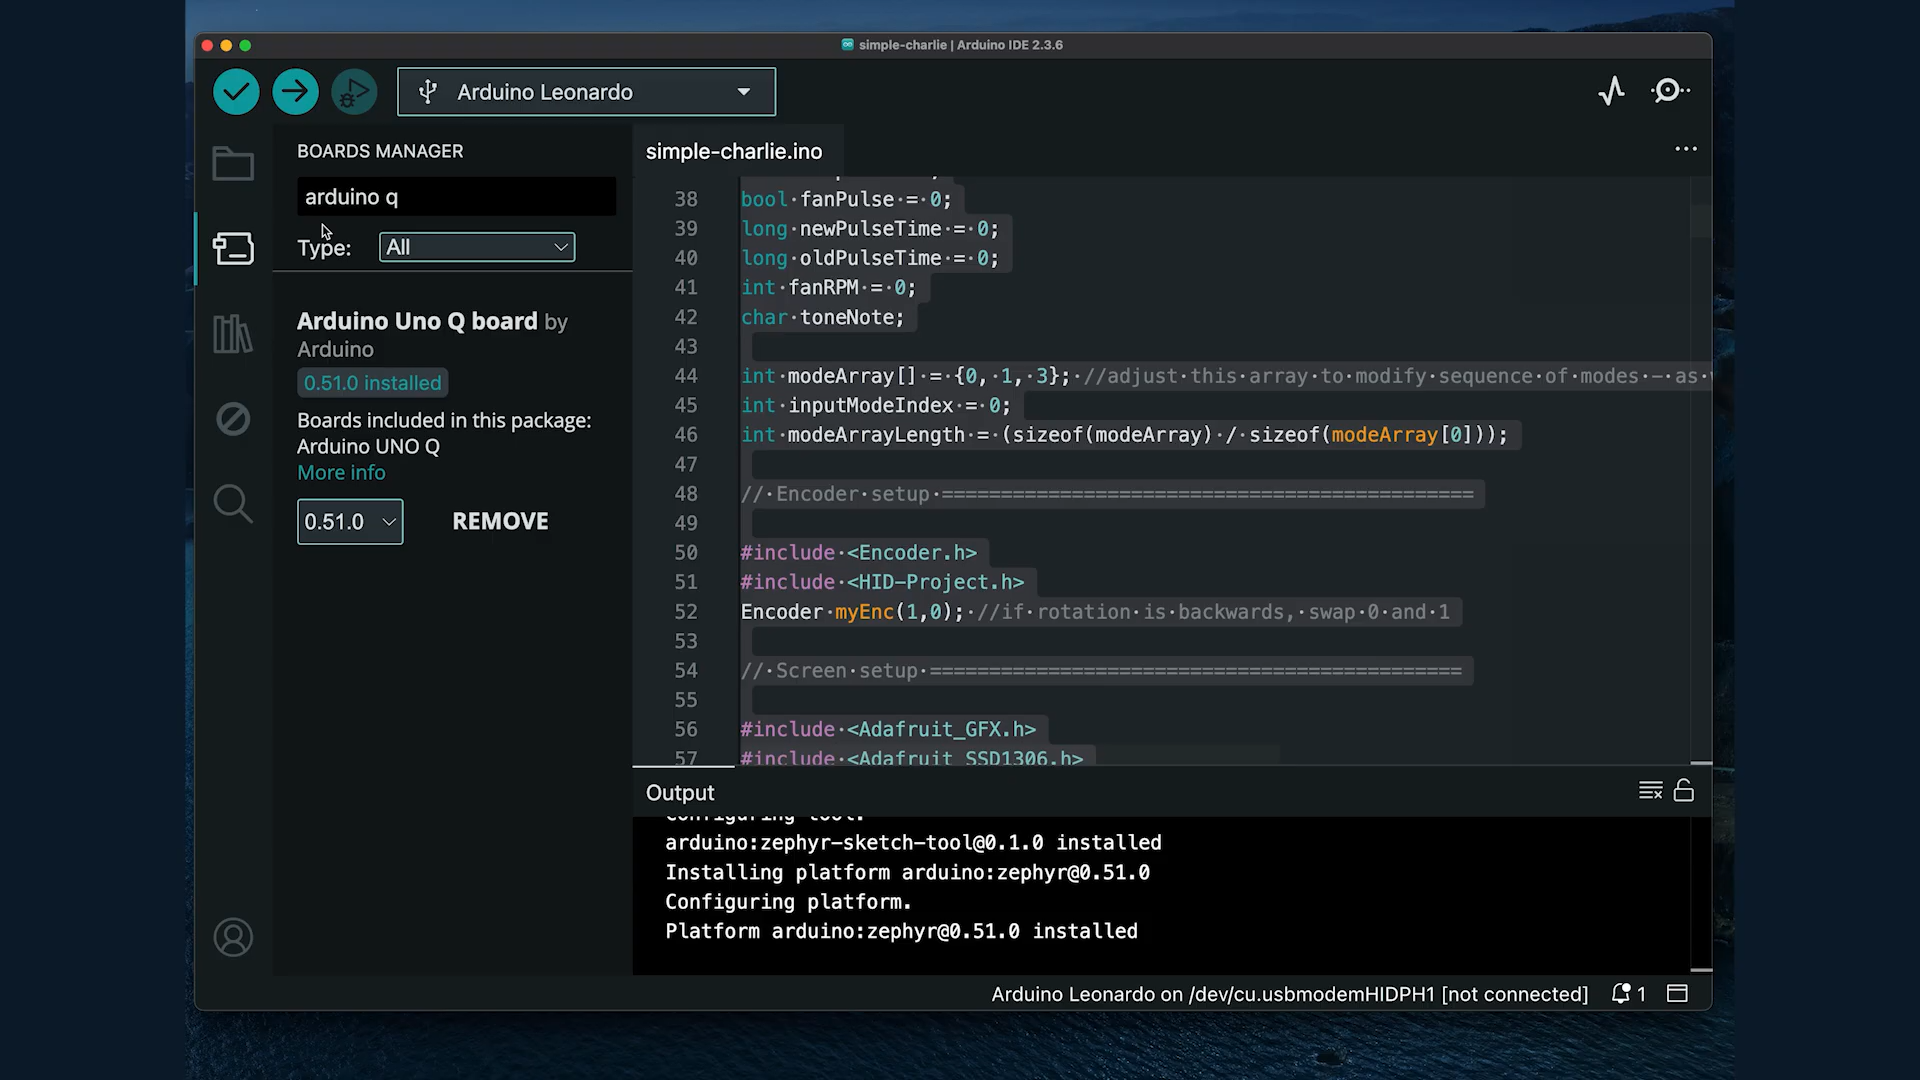 simple-charlie | Arduino IDE 2.3.6
Arduino Leonardo
BOARDS MANAGER
arduino q
Type: All
Arduino Uno Q board by
Arduino
0.51.0 installed
Boards included in this package:
Arduino UNO Q
More info
0.51.0 REMOVE
simple-charlie.ino
38 bool fanPulse = 0;
39 long newPulseTime = 0;
40 long oldPulseTime = 0;
41 int fanRPM = 0;
42 char toneNote;
43
44 int modeArray[] = {0, 1, 3}; //adjust this array to modify sequence of modes - as
45 int inputModeIndex = 0;
46 int modeArrayLength = (sizeof(modeArray) / sizeof(modeArray[0]));
47
48 // Encoder setup =============================================
49
50 #include <Encoder.h>
51 #include <HID-Project.h>
52 Encoder myEnc(1,0); //if rotation is backwards, swap 0 and 1
53
54 // Screen setup =============================================
55
56 #include <Adafruit_GFX.h>
57 #include <Adafruit_SSD1306.h>
Output
Configuring tool.
arduino:zephyr-sketch-tool@0.1.0 installed
Installing platform arduino:zephyr@0.51.0
Configuring platform.
Platform arduino:zephyr@0.51.0 installed
Arduino Leonardo on /dev/cu.usbmodemHIDPH1 [not connected] 1